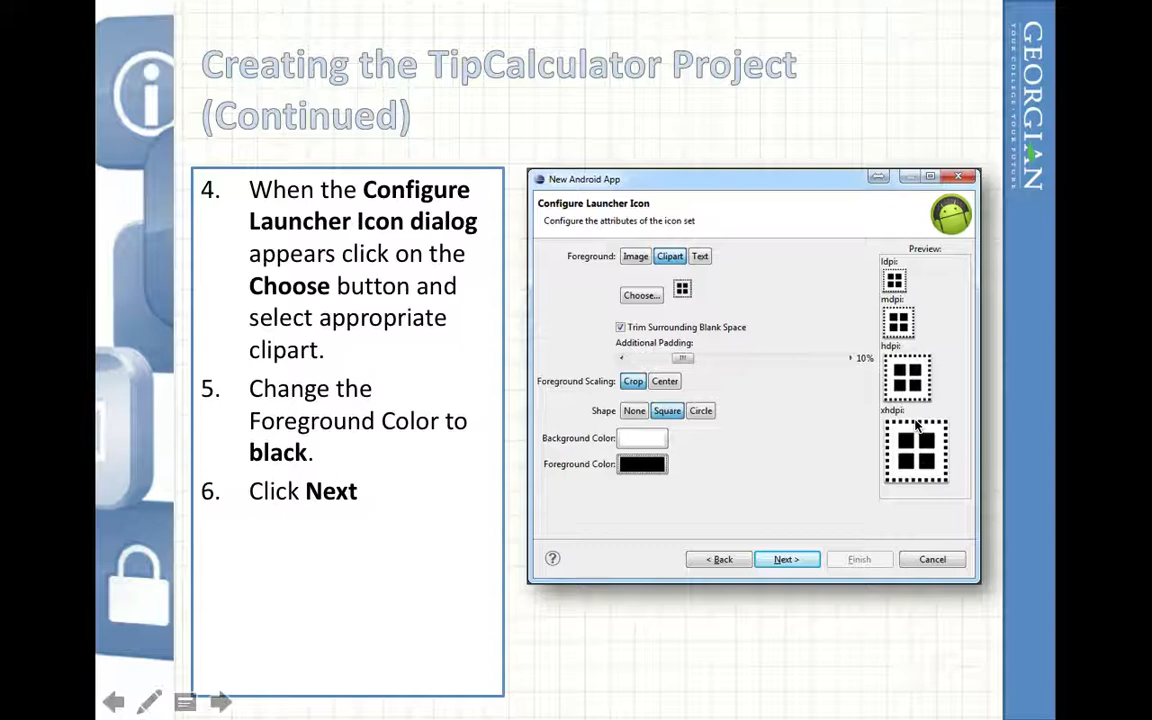 Creating the TipCalculator Project
(Continued)
4. When the Configure
Launcher Icon dialog
appears click on the
Choose button and
select appropriate
clipart.
5. Change the
Foreground Color to
black.
6. Click Next
New Android App
Configure Launcher Icon
Configure the attributes of the icon set
Foreground: Image Clipart Text
Choose...
Trim Surrounding Blank Space
Additional Padding:
10%
Foreground Scaling: Crop Center
Shape None Square Circle
Background Color:
Foreground Color:
Preview:
ldpi:
mdpi:
hdpi:
xhdpi:
? < Back Next > Finish Cancel
GEORGIAN
YOUR COLLEGE · YOUR FUTURE